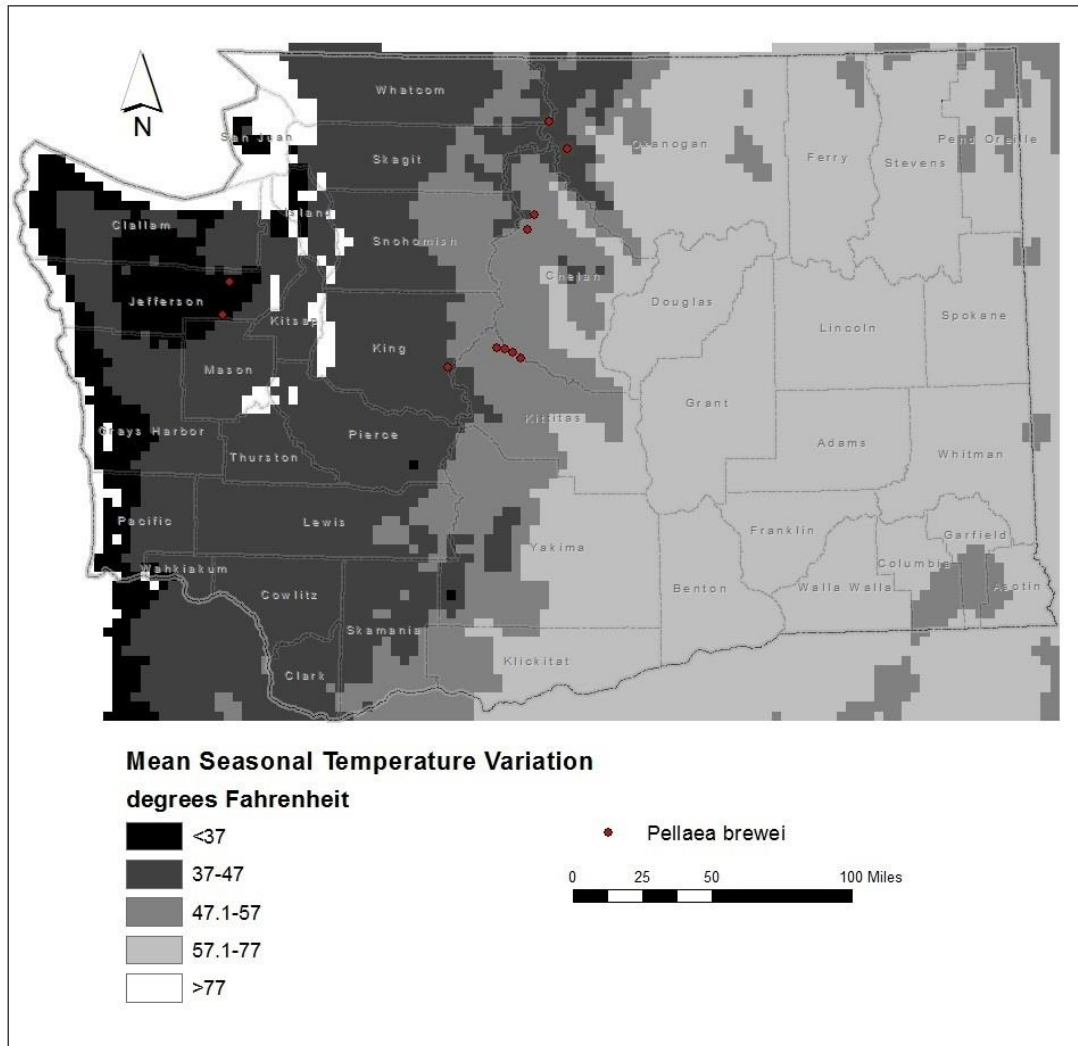 N
Whatcom
San Juan
Okanogan
Ferry
Stevens
Pend Oreille
Skagit
Island
Clallam
Snohomish
Chelan
Jefferson
Douglas
Kitsap
Lincoln
Spokane
King
Mason
Grant
Kittitas
Grays Harbor
Pierce
Adams
Thurston
Whitman
Pacific
Lewis
Franklin
Garfield
Yakima
Columbia
Wahkiakum
Cowlitz
Benton
Walla Walla
Asotin
Skamania
Klickitat
Clark
Mean Seasonal Temperature Variation
degrees Fahrenheit
<37
37-47
47.1-57
57.1-77
>77
Pellaea brewei
0 25 50 100 Miles